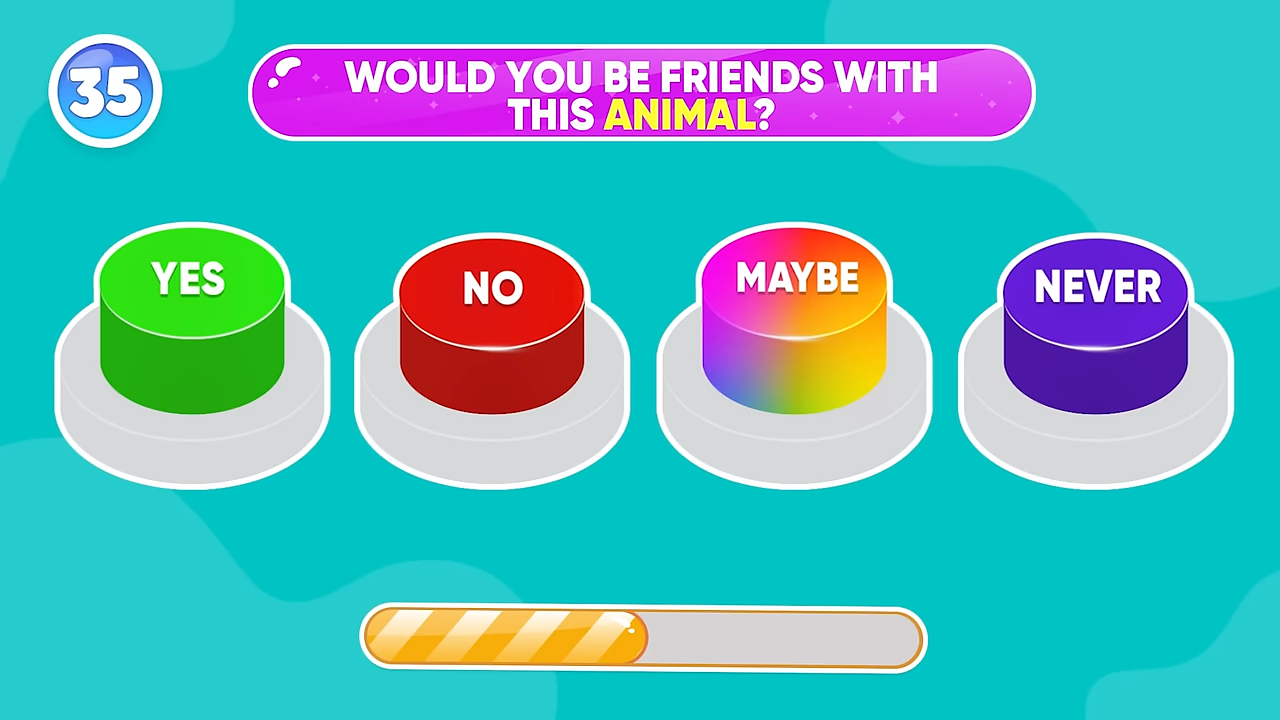 35
WOULD YOU BE FRIENDS WITH
THIS ANIMAL?
YES
NO
MAYBE
NEVER